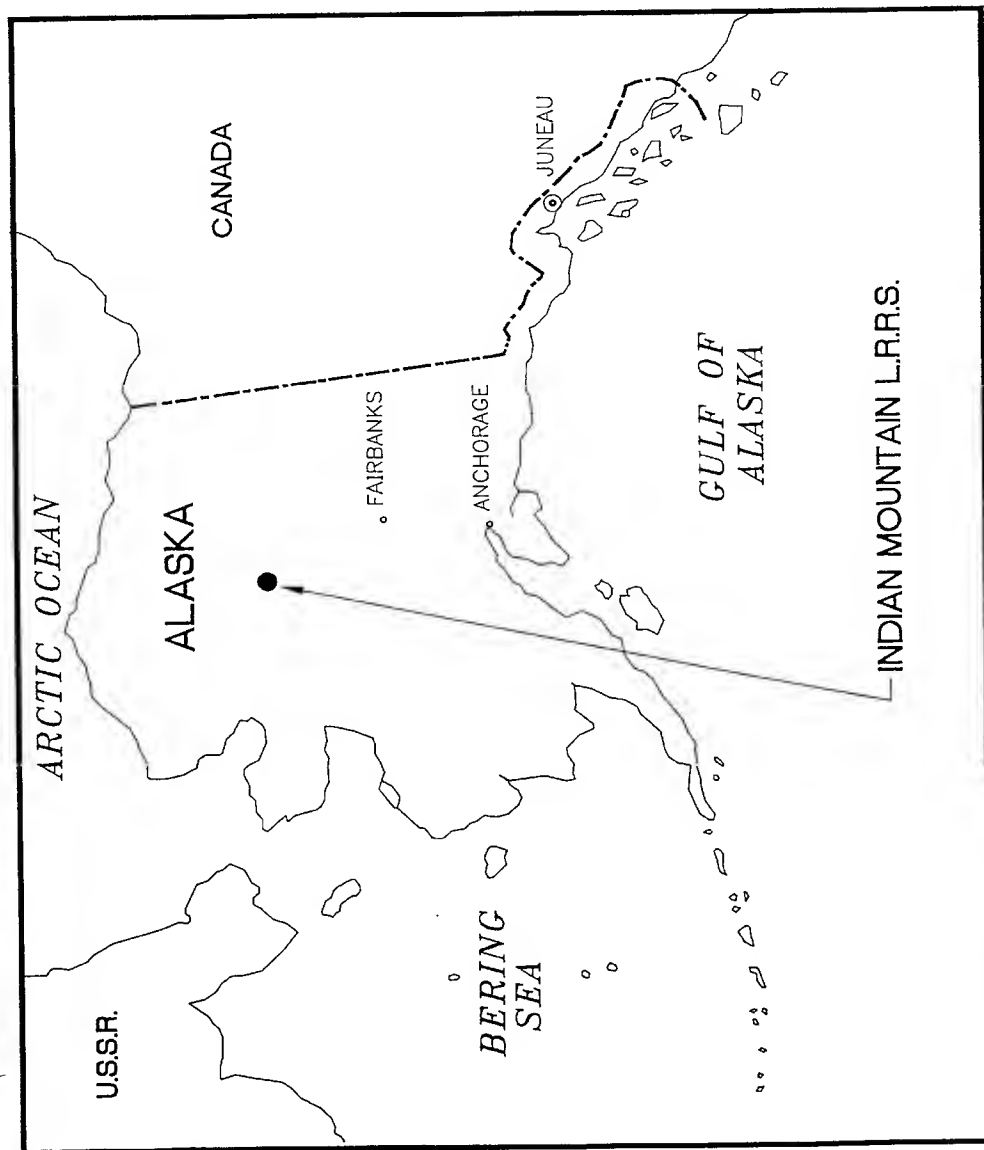 ARCTIC OCEAN
U.S.S.R.
ALASKA
CANADA
FAIRBANKS
ANCHORAGE
JUNEAU
BERING
SEA
GULF OF
ALASKA
INDIAN MOUNTAIN L.R.R.S.